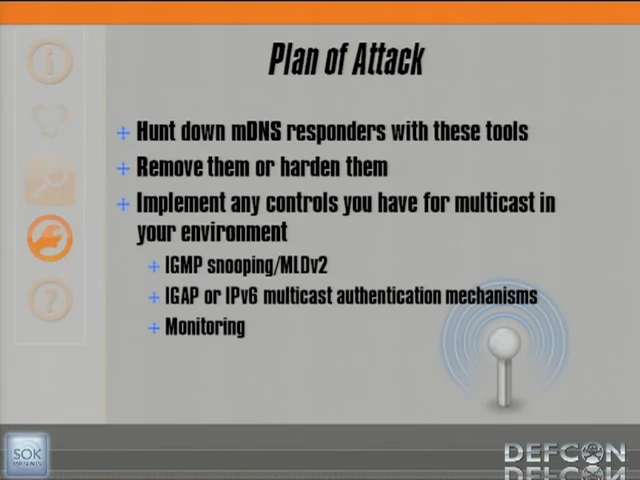 Plan of Attack
Hunt down mDNS responders with these tools
Remove them or harden them
Implement any controls you have for multicast in
your environment
IGMP snooping/MLDv2
IGAP or IPv6 multicast authentication mechanisms
Monitoring
SOK
DEFCON